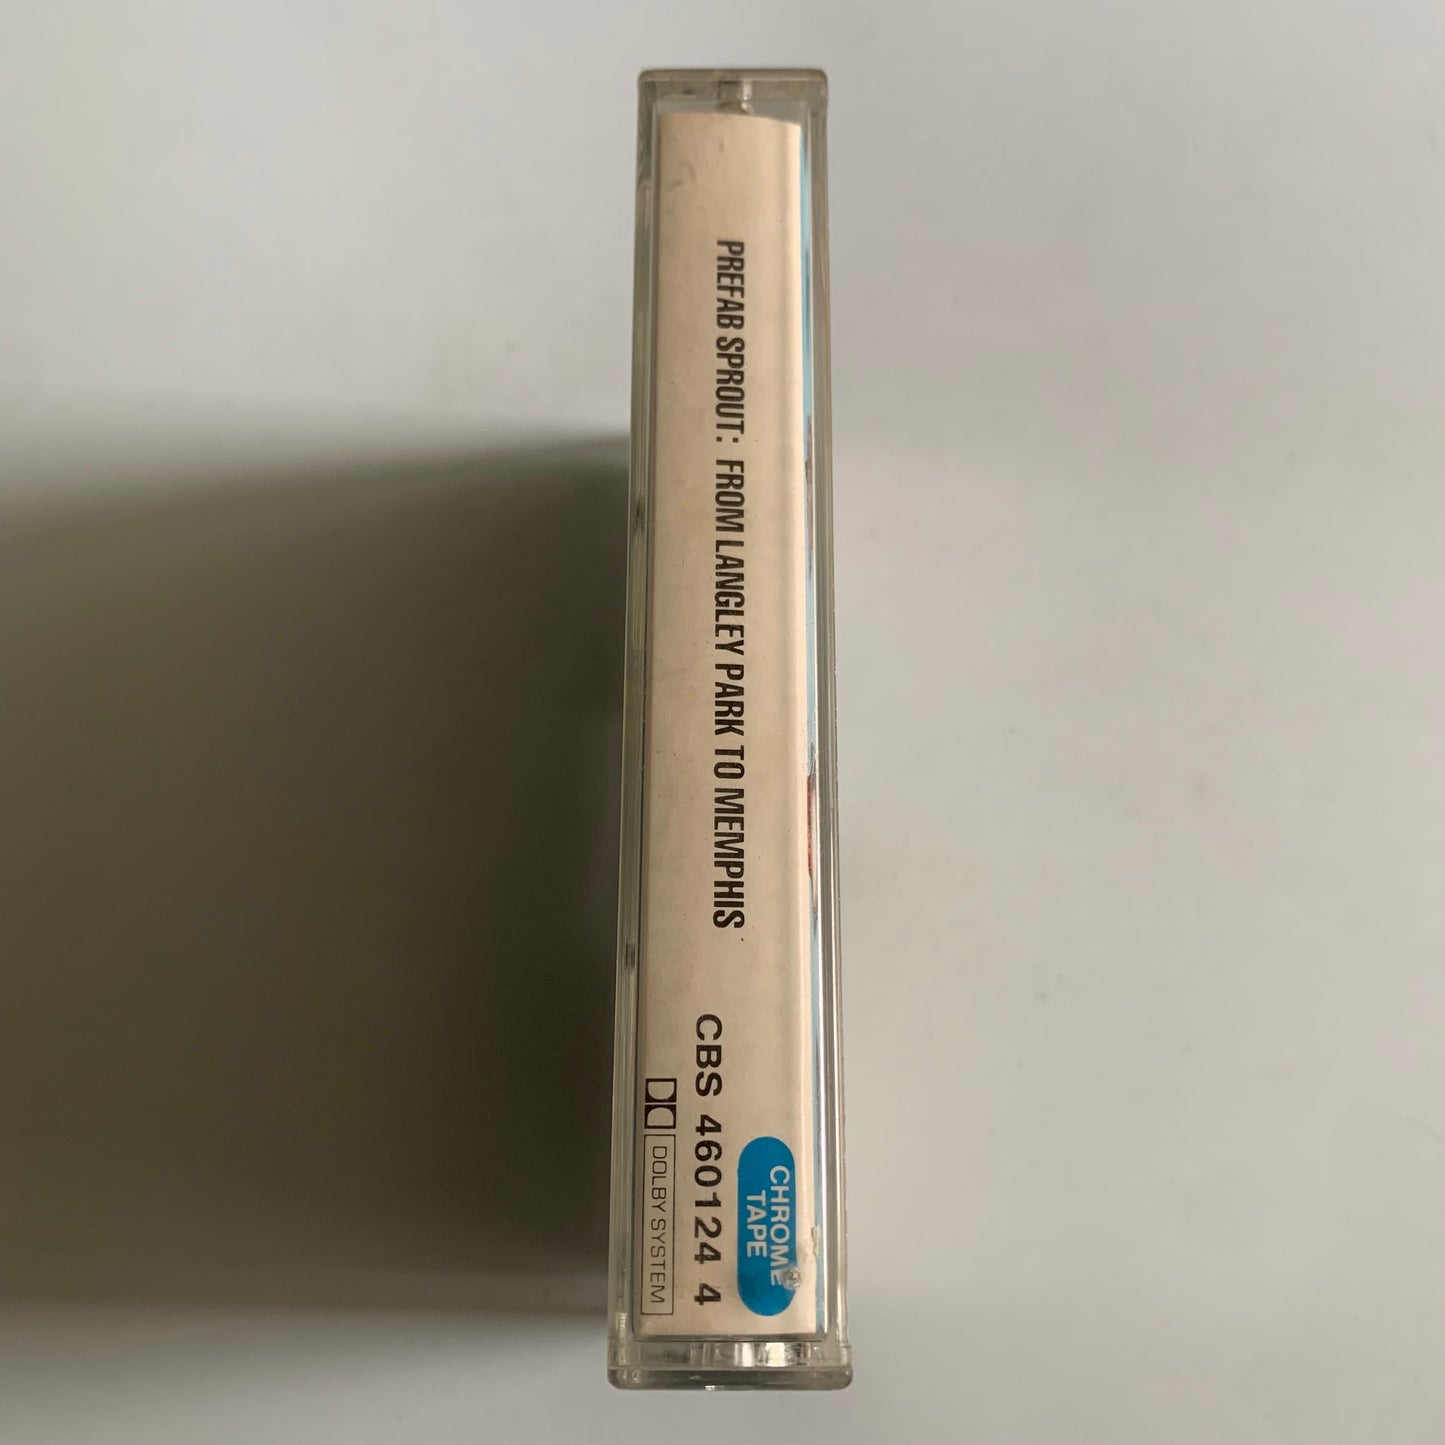 PREFAB SPROUT: FROM LANGLEY PARK TO MEMPHIS
CHROME
TAPE
CBS 460124 4
DOLBY SYSTEM